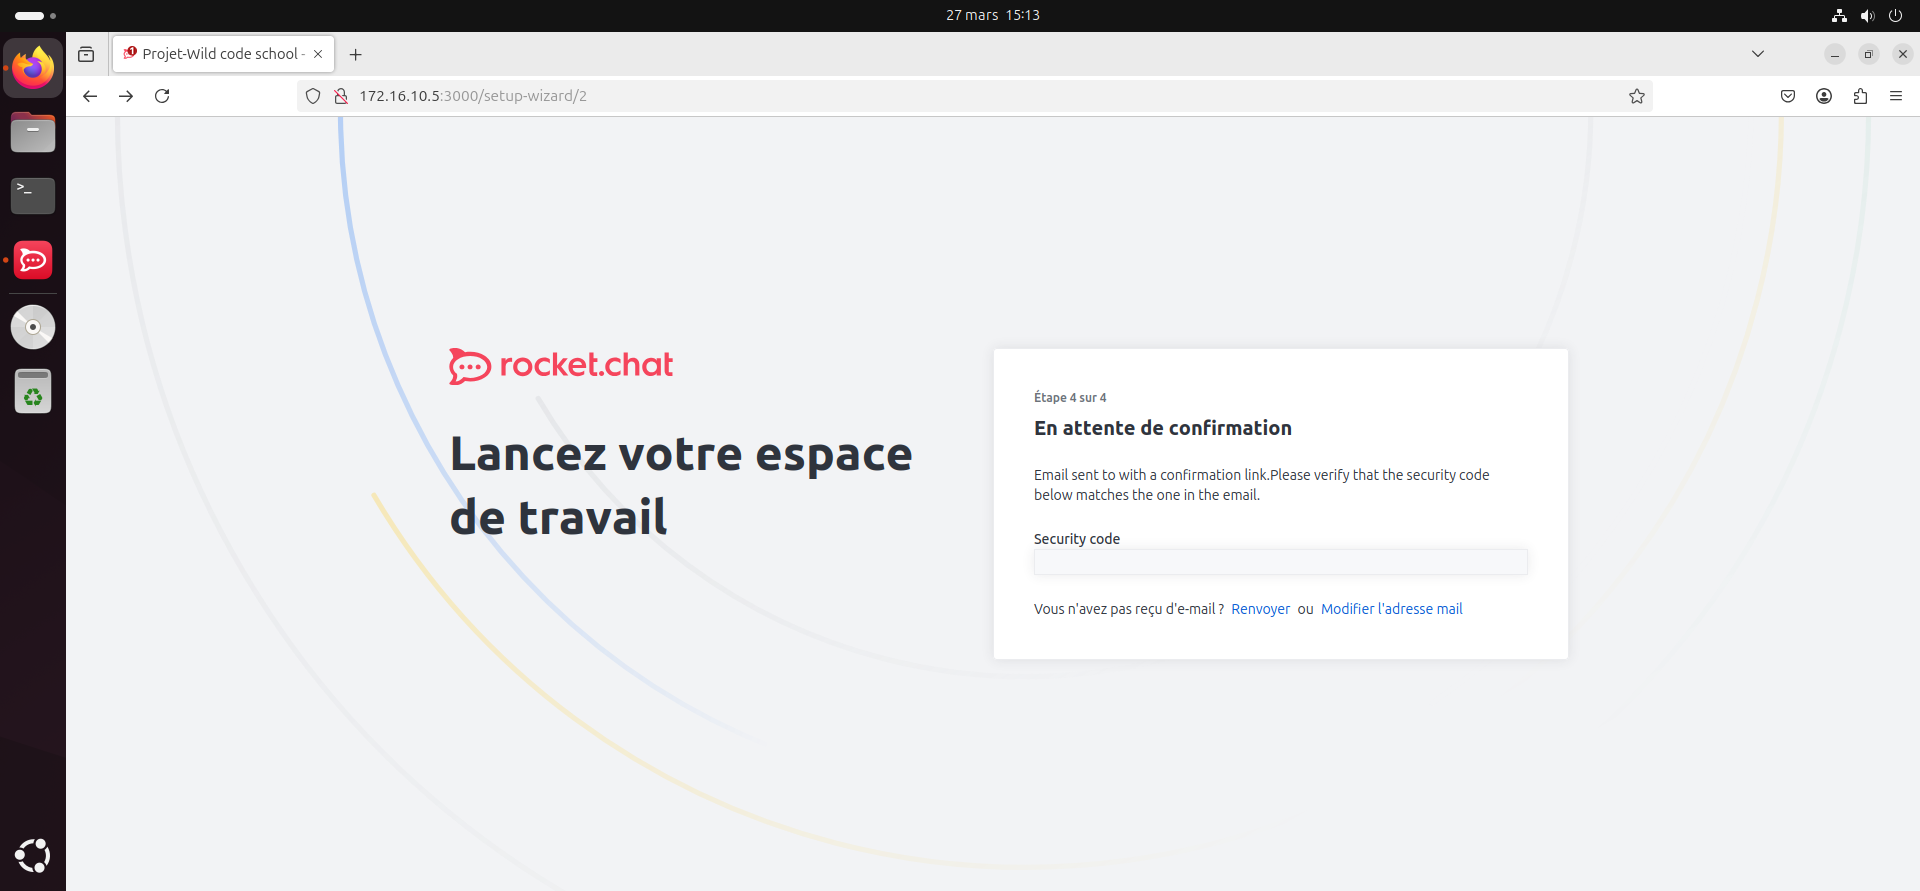 27 mars 15:13
Projet-Wild code school -
172.16.10.5:3000/setup-wizard/2
rocket.chat
Lancez votre espace
de travail
Étape 4 sur 4
En attente de confirmation
Email sent to with a confirmation link.Please verify that the security code
below matches the one in the email.
Security code
Vous n'avez pas reçu d'e-mail ? Renvoyer ou Modifier l'adresse mail